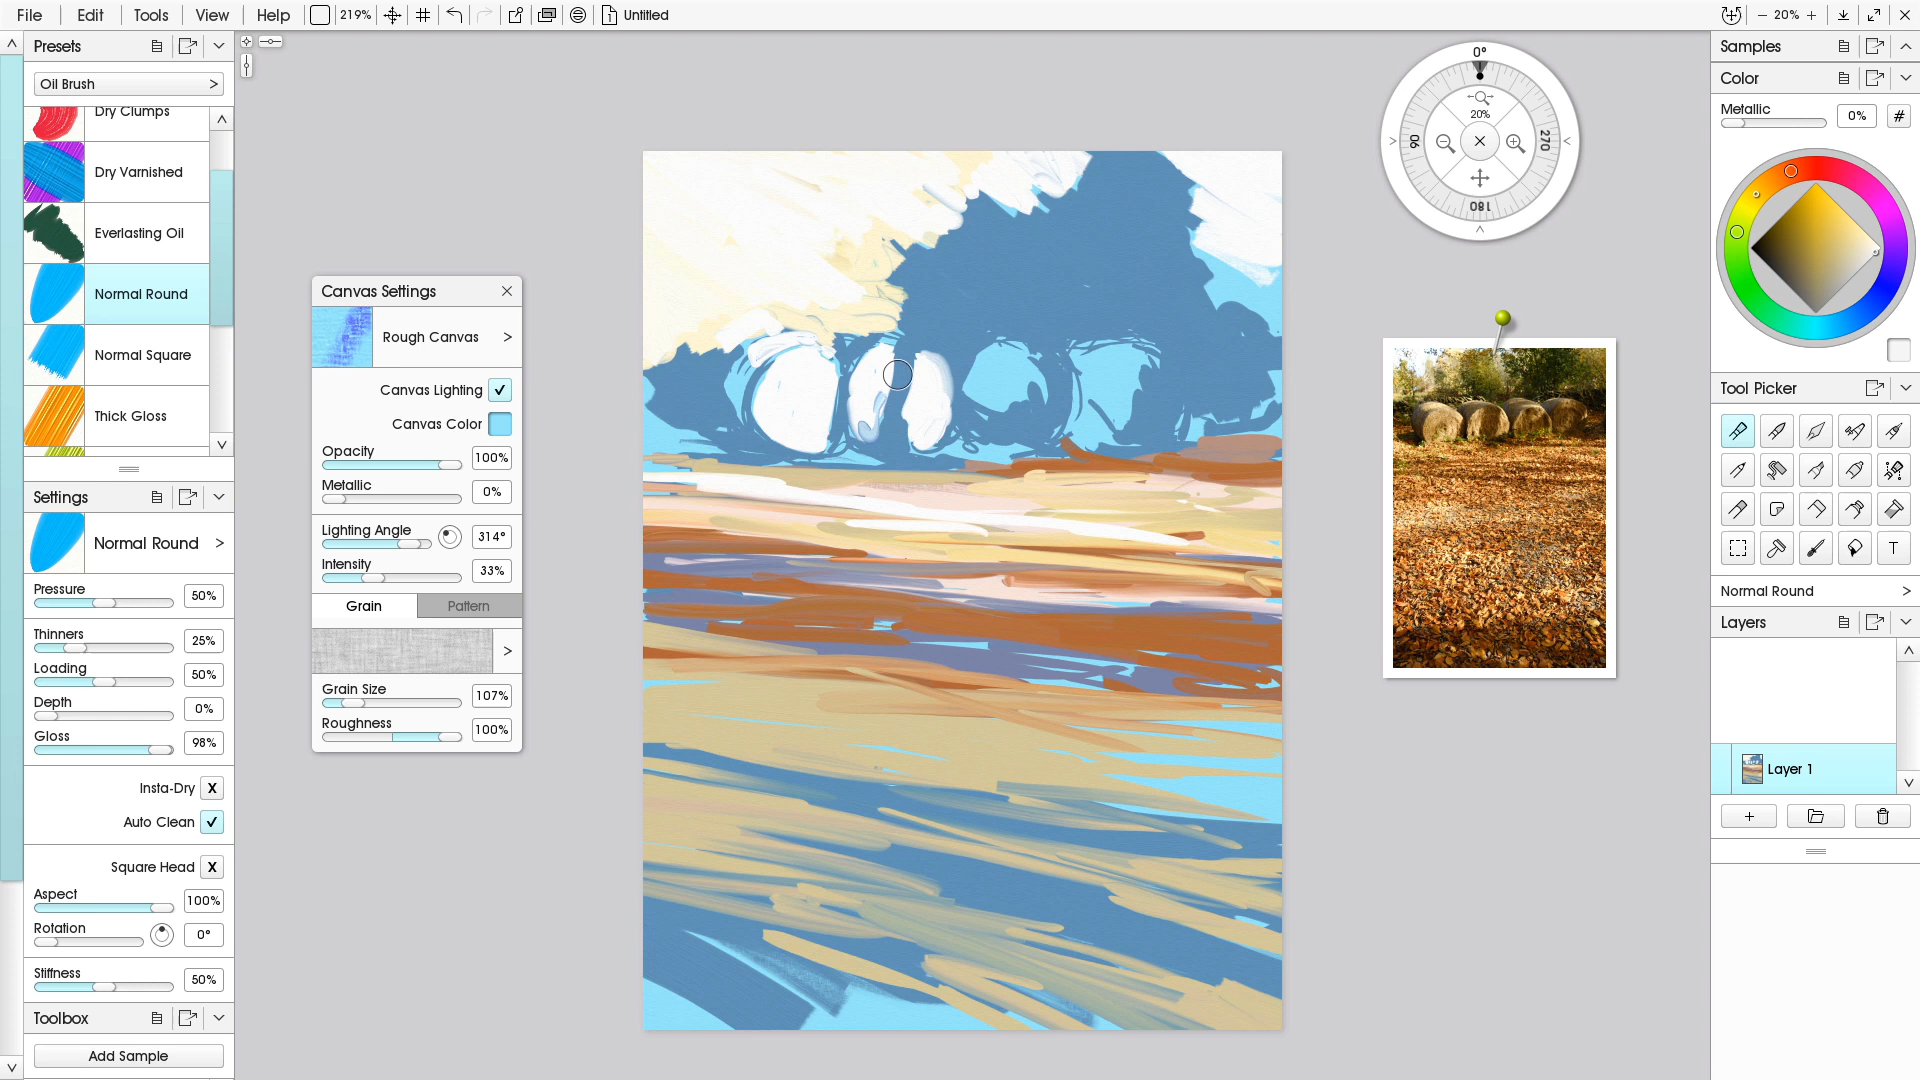 File Edit Tools View Help 219% Untitled 20%
Presets
Oil Brush >
Dry Clumps
Dry Varnished
Everlasting Oil
Normal Round
Normal Square
Thick Gloss
Settings
Normal Round >
Pressure 50%
Thinners 25%
Loading 50%
Depth 0%
Gloss 98%
Insta-Dry X
Auto Clean
Square Head X
Aspect 100%
Rotation 0°
Stiffness 50%
Toolbox
Add Sample
Canvas Settings
Rough Canvas >
Canvas Lighting
Canvas Color
Opacity 100%
Metallic 0%
Lighting Angle 314°
Intensity 33%
Grain Pattern
Grain Size 107%
Roughness 100%
0°
20%
90
270
180
Samples
Color
Metallic 0% #
Tool Picker
T
Normal Round >
Layers
Layer 1